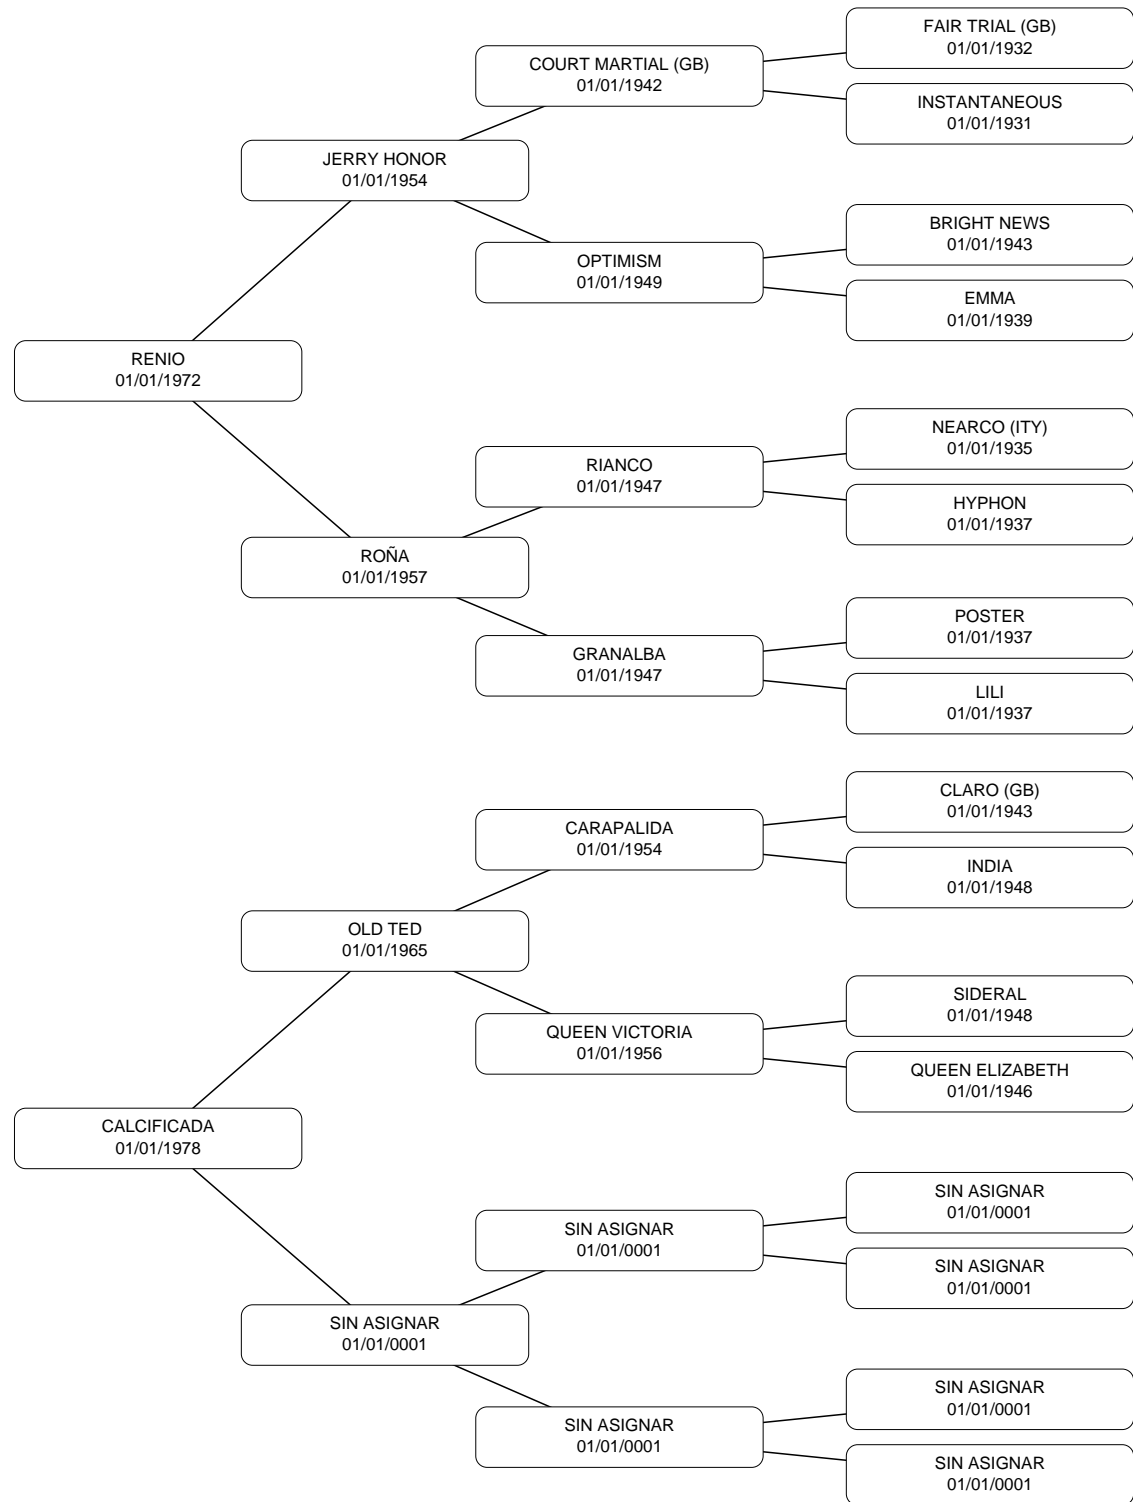 FAIR TRIAL (GB)
01/01/1932
COURT MARTIAL (GB)
01/01/1942
INSTANTANEOUS
01/01/1931
JERRY HONOR
01/01/1954
BRIGHT NEWS
01/01/1943
OPTIMISM
01/01/1949
EMMA
01/01/1939
RENIO
01/01/1972
NEARCO (ITY)
01/01/1935
RIANCO
01/01/1947
HYPHON
01/01/1937
ROÑA
01/01/1957
POSTER
01/01/1937
GRANALBA
01/01/1947
LILI
01/01/1937
CLARO (GB)
01/01/1943
CARAPALIDA
01/01/1954
INDIA
01/01/1948
OLD TED
01/01/1965
SIDERAL
01/01/1948
QUEEN VICTORIA
01/01/1956
QUEEN ELIZABETH
01/01/1946
CALCIFICADA
01/01/1978
SIN ASIGNAR
01/01/0001
SIN ASIGNAR
01/01/0001
SIN ASIGNAR
01/01/0001
SIN ASIGNAR
01/01/0001
SIN ASIGNAR
01/01/0001
SIN ASIGNAR
01/01/0001
SIN ASIGNAR
01/01/0001